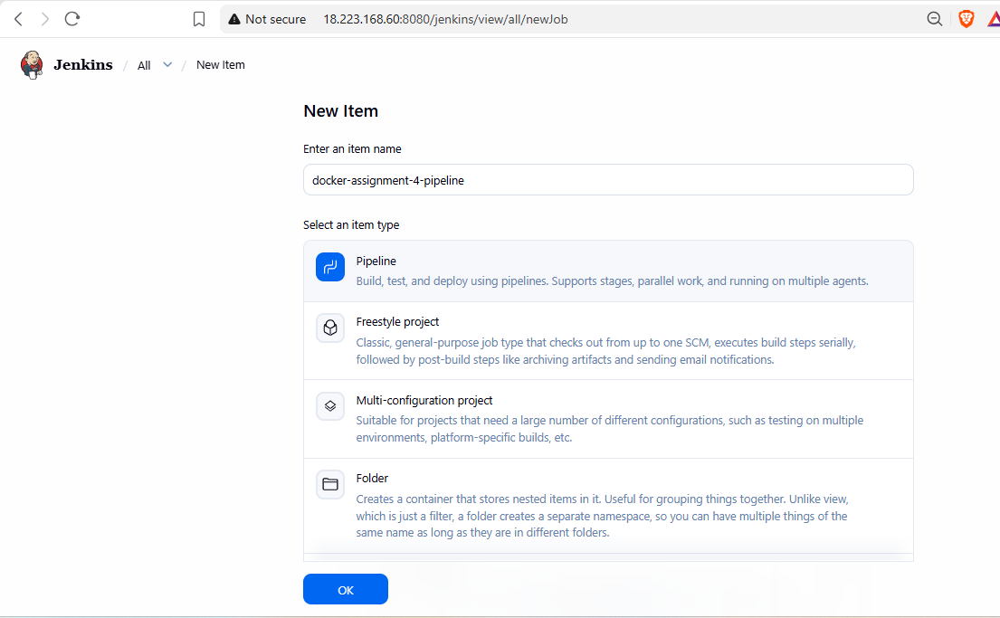 Not secure 18.223.168.60:8080/jenkins/view/all/newJob
Jenkins / All / New Item
New Item
Enter an item name
docker-assignment-4-pipeline
Select an item type
Pipeline
Build, test, and deploy using pipelines. Supports stages, parallel work, and running on multiple agents.
Freestyle project
Classic, general-purpose job type that checks out from up to one SCM, executes build steps serially,
followed by post-build steps like archiving artifacts and sending email notifications.
Multi-configuration project
Suitable for projects that need a large number of different configurations, such as testing on multiple
environments, platform-specific builds, etc.
Folder
Creates a container that stores nested items in it. Useful for grouping things together. Unlike view,
which is just a filter, a folder creates a separate namespace, so you can have multiple things of the
same name as long as they are in different folders.
OK